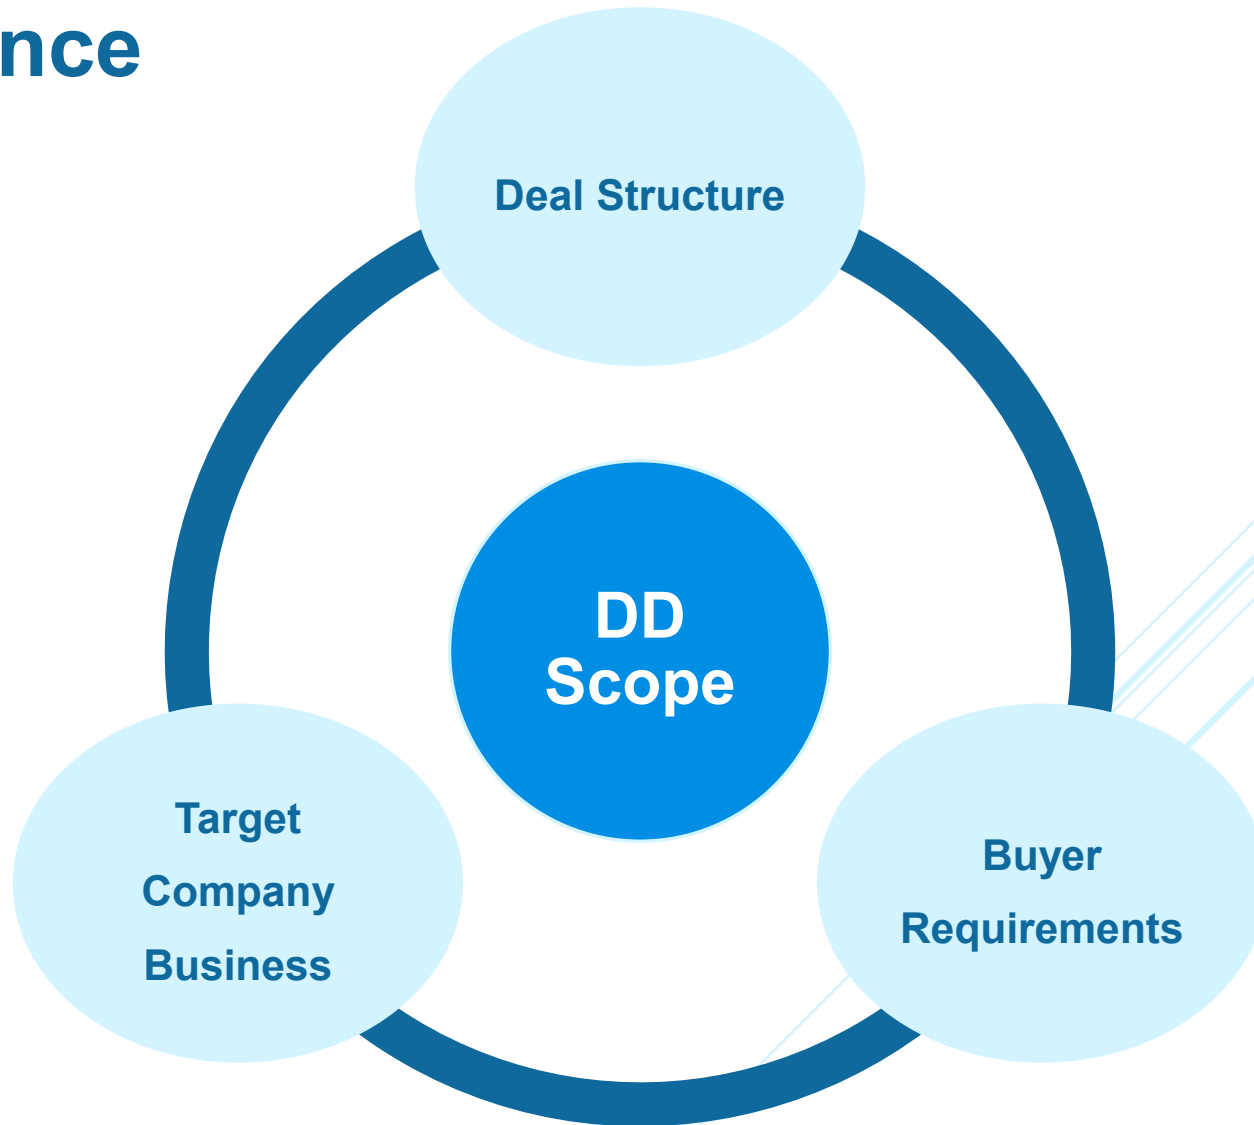 nce
Deal Structure
DD
Scope
Target
Company
Business
Buyer
Requirements